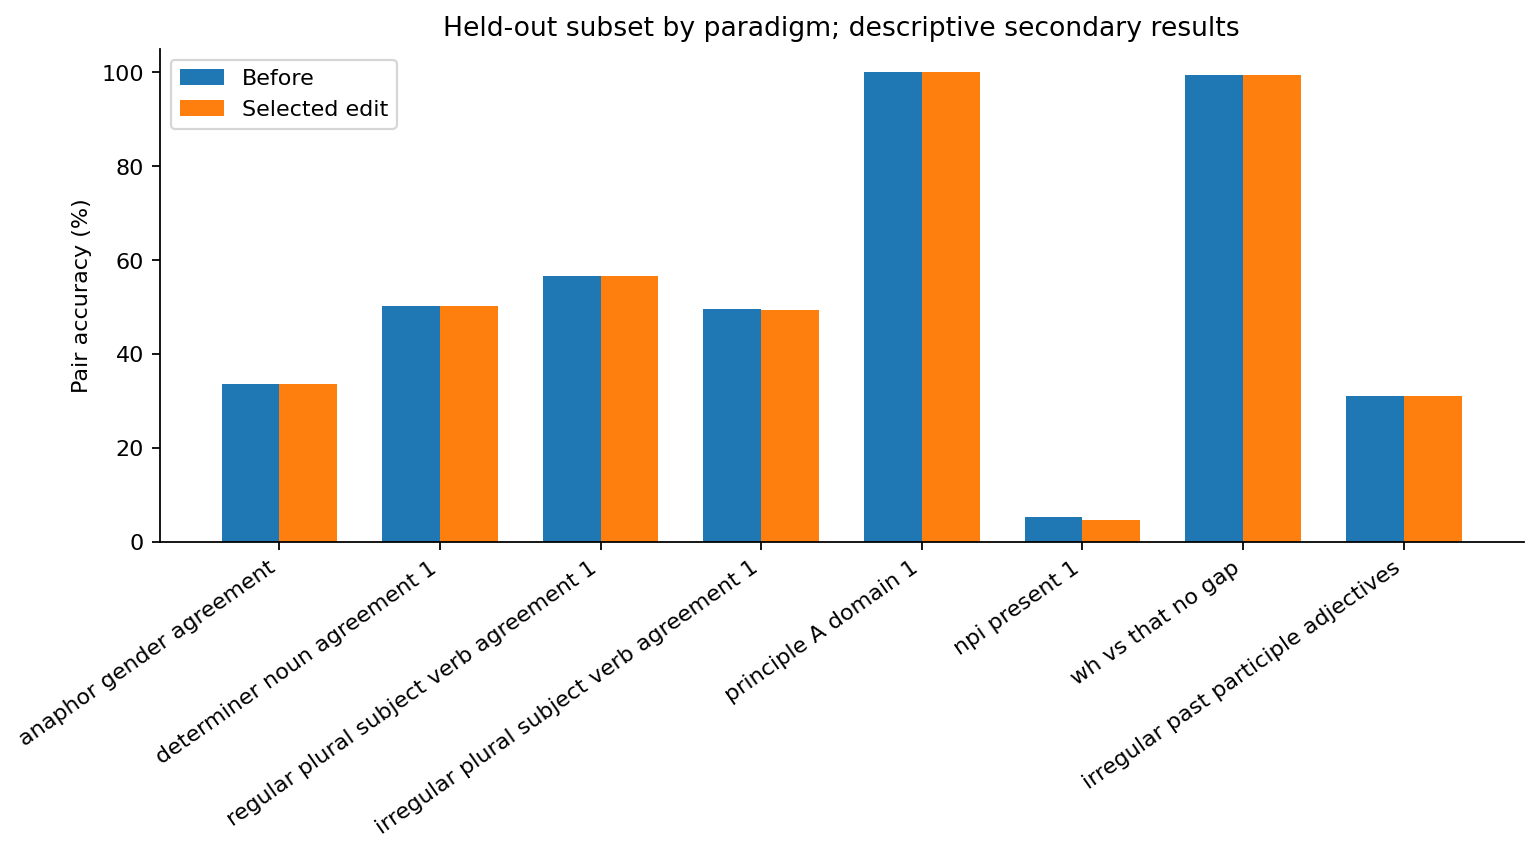 Held-out subset by paradigm; descriptive secondary results
Before
Selected edit
Pair accuracy (%)
100
80
60
40
20
0
anaphor gender agreement
determiner noun agreement 1
regular plural subject verb agreement 1
irregular plural subject verb agreement 1
principle A domain 1
npi present 1
wh vs that no gap
irregular past participle adjectives